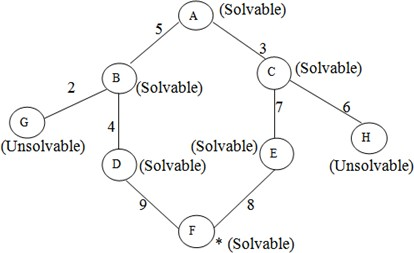 A (Solvable)
5 3
B (Solvable)
C (Solvable)
2 4 7 6
G (Unsolvable)
D (Solvable)
(Solvable) E
H (Unsolvable)
9 8
F * (Solvable)